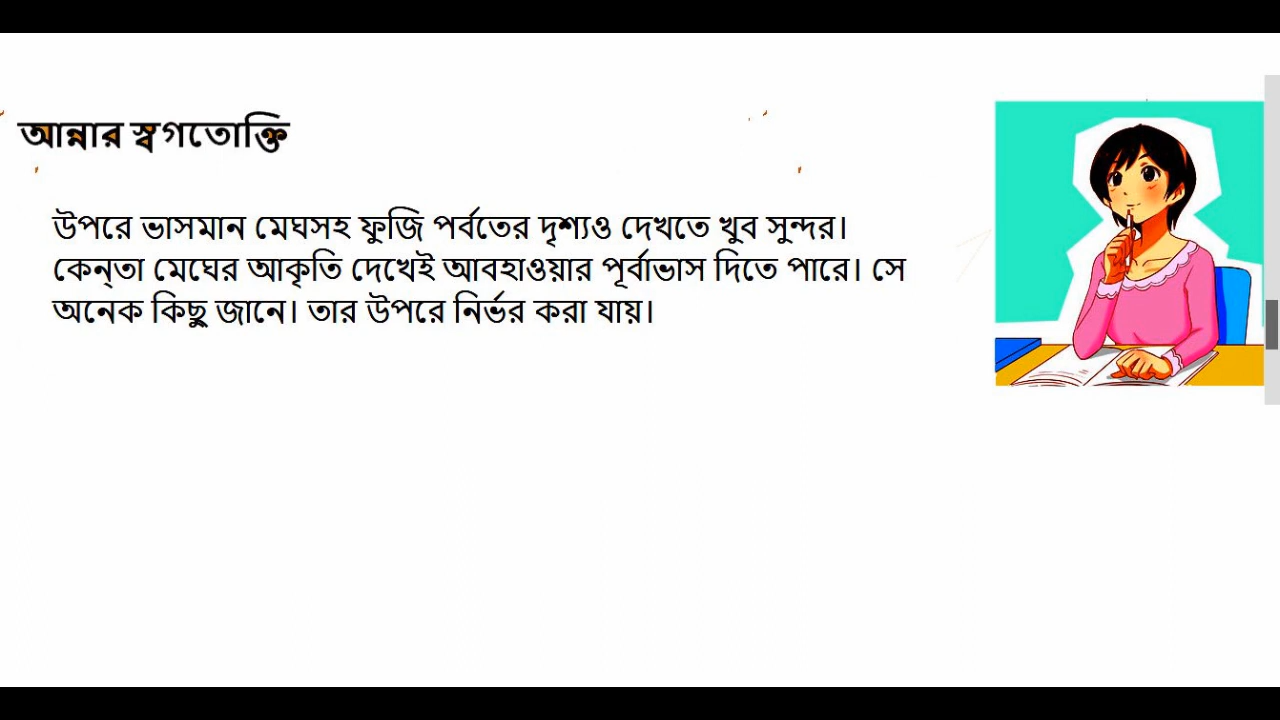 আন্নার স্বগতোক্তি
উপরে ভাসমান মেঘসহ ফুজি পর্বতের দৃশ্যও দেখতে খুব সুন্দর।
কেন্‌তা মেঘের আকৃতি দেখেই আবহাওয়ার পূর্বাভাস দিতে পারে। সে
অনেক কিছু জানে। তার উপরে নির্ভর করা যায়।